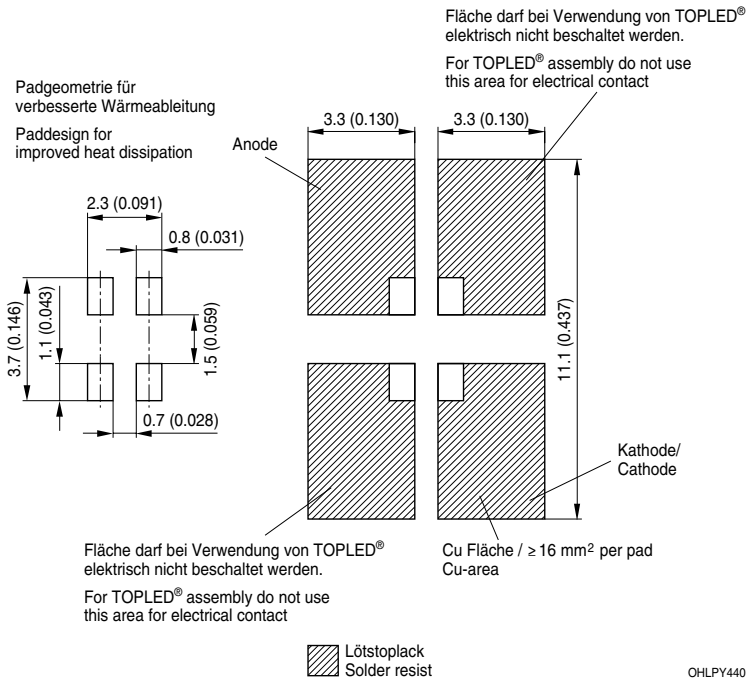 Fläche darf bei Verwendung von TOPLED®
elektrisch nicht beschaltet werden.
For TOPLED® assembly do not use
this area for electrical contact
Padgeometrie für
verbesserte Wärmeableitung
Paddesign for
improved heat dissipation
Anode
3.3 (0.130)
3.3 (0.130)
2.3 (0.091)
0.8 (0.031)
3.7 (0.146)
1.1 (0.043)
1.5 (0.059)
0.7 (0.028)
11.1 (0.437)
Kathode/
Cathode
Fläche darf bei Verwendung von TOPLED®
elektrisch nicht beschaltet werden.
For TOPLED® assembly do not use
this area for electrical contact
Cu Fläche / ≥ 16 mm² per pad
Cu-area
Lötstoplack
Solder resist
OHLPY440